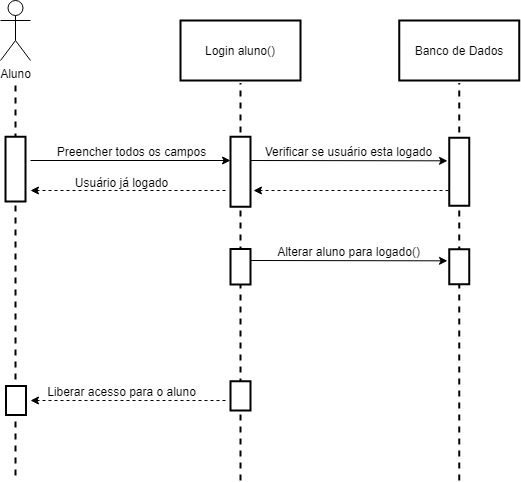 Login aluno()
Banco de Dados
Aluno
Preencher todos os campos
Verificar se usuário esta logado
Usuário já logado
Alterar aluno para logado()
Liberar acesso para o aluno